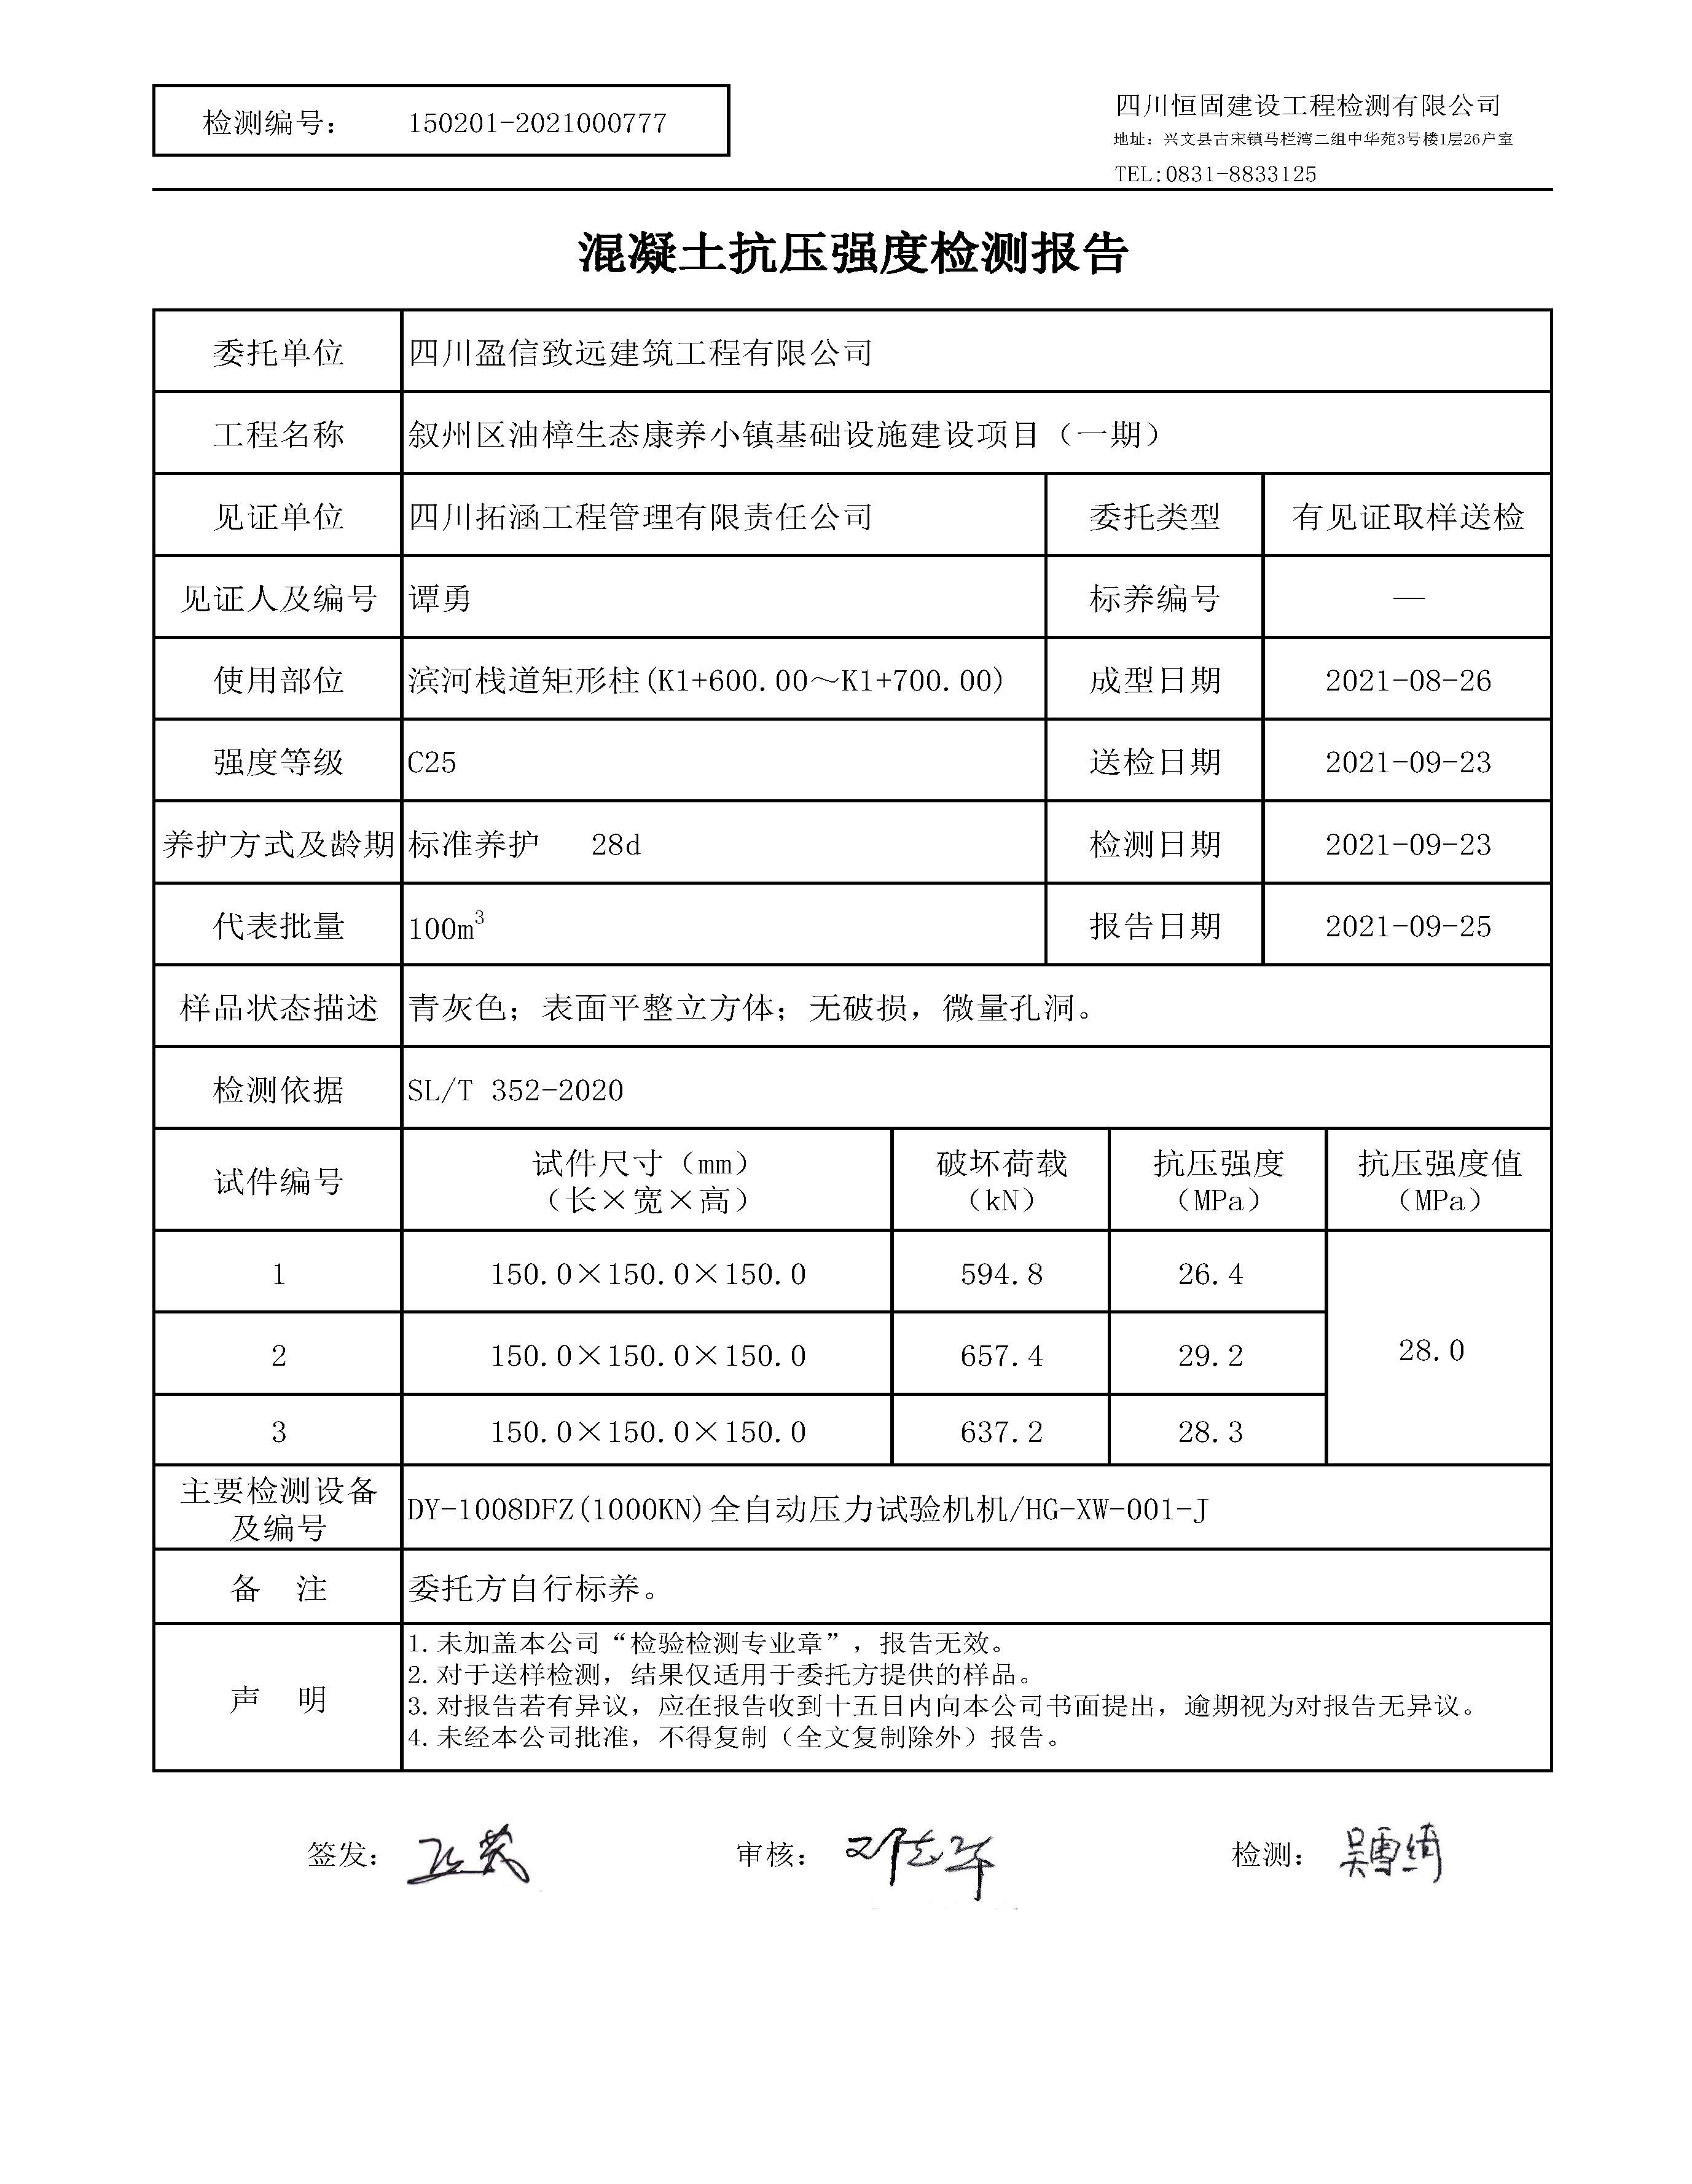 检测编号： 150201-2021000777
四川恒固建设工程检测有限公司
地址：兴文县古宋镇马栏湾二组中华苑3号楼1层26户室
TEL:0831-8833125
混凝土抗压强度检测报告
委托单位 四川盈信致远建筑工程有限公司
工程名称 叙州区油樟生态康养小镇基础设施建设项目（一期）
见证单位 四川拓涵工程管理有限责任公司 委托类型 有见证取样送检
见证人及编号 谭勇 标养编号 —
使用部位 滨河栈道矩形柱(K1+600.00～K1+700.00) 成型日期 2021-08-26
强度等级 C25 送检日期 2021-09-23
养护方式及龄期 标准养护 28d 检测日期 2021-09-23
代表批量 100m³ 报告日期 2021-09-25
样品状态描述 青灰色；表面平整立方体；无破损，微量孔洞。
检测依据 SL/T 352-2020
试件编号 试件尺寸（mm）（长×宽×高） 破坏荷载（kN） 抗压强度（MPa） 抗压强度值（MPa）
1 150.0×150.0×150.0 594.8 26.4
2 150.0×150.0×150.0 657.4 29.2 28.0
3 150.0×150.0×150.0 637.2 28.3
主要检测设备及编号 DY-1008DFZ(1000KN)全自动压力试验机机/HG-XW-001-J
备 注 委托方自行标养。
声 明
1.未加盖本公司“检验检测专业章”，报告无效。
2.对于送样检测，结果仅适用于委托方提供的样品。
3.对报告若有异议，应在报告收到十五日内向本公司书面提出，逾期视为对报告无异议。
4.未经本公司批准，不得复制（全文复制除外）报告。
签发： 审核： 检测：吴雪绮